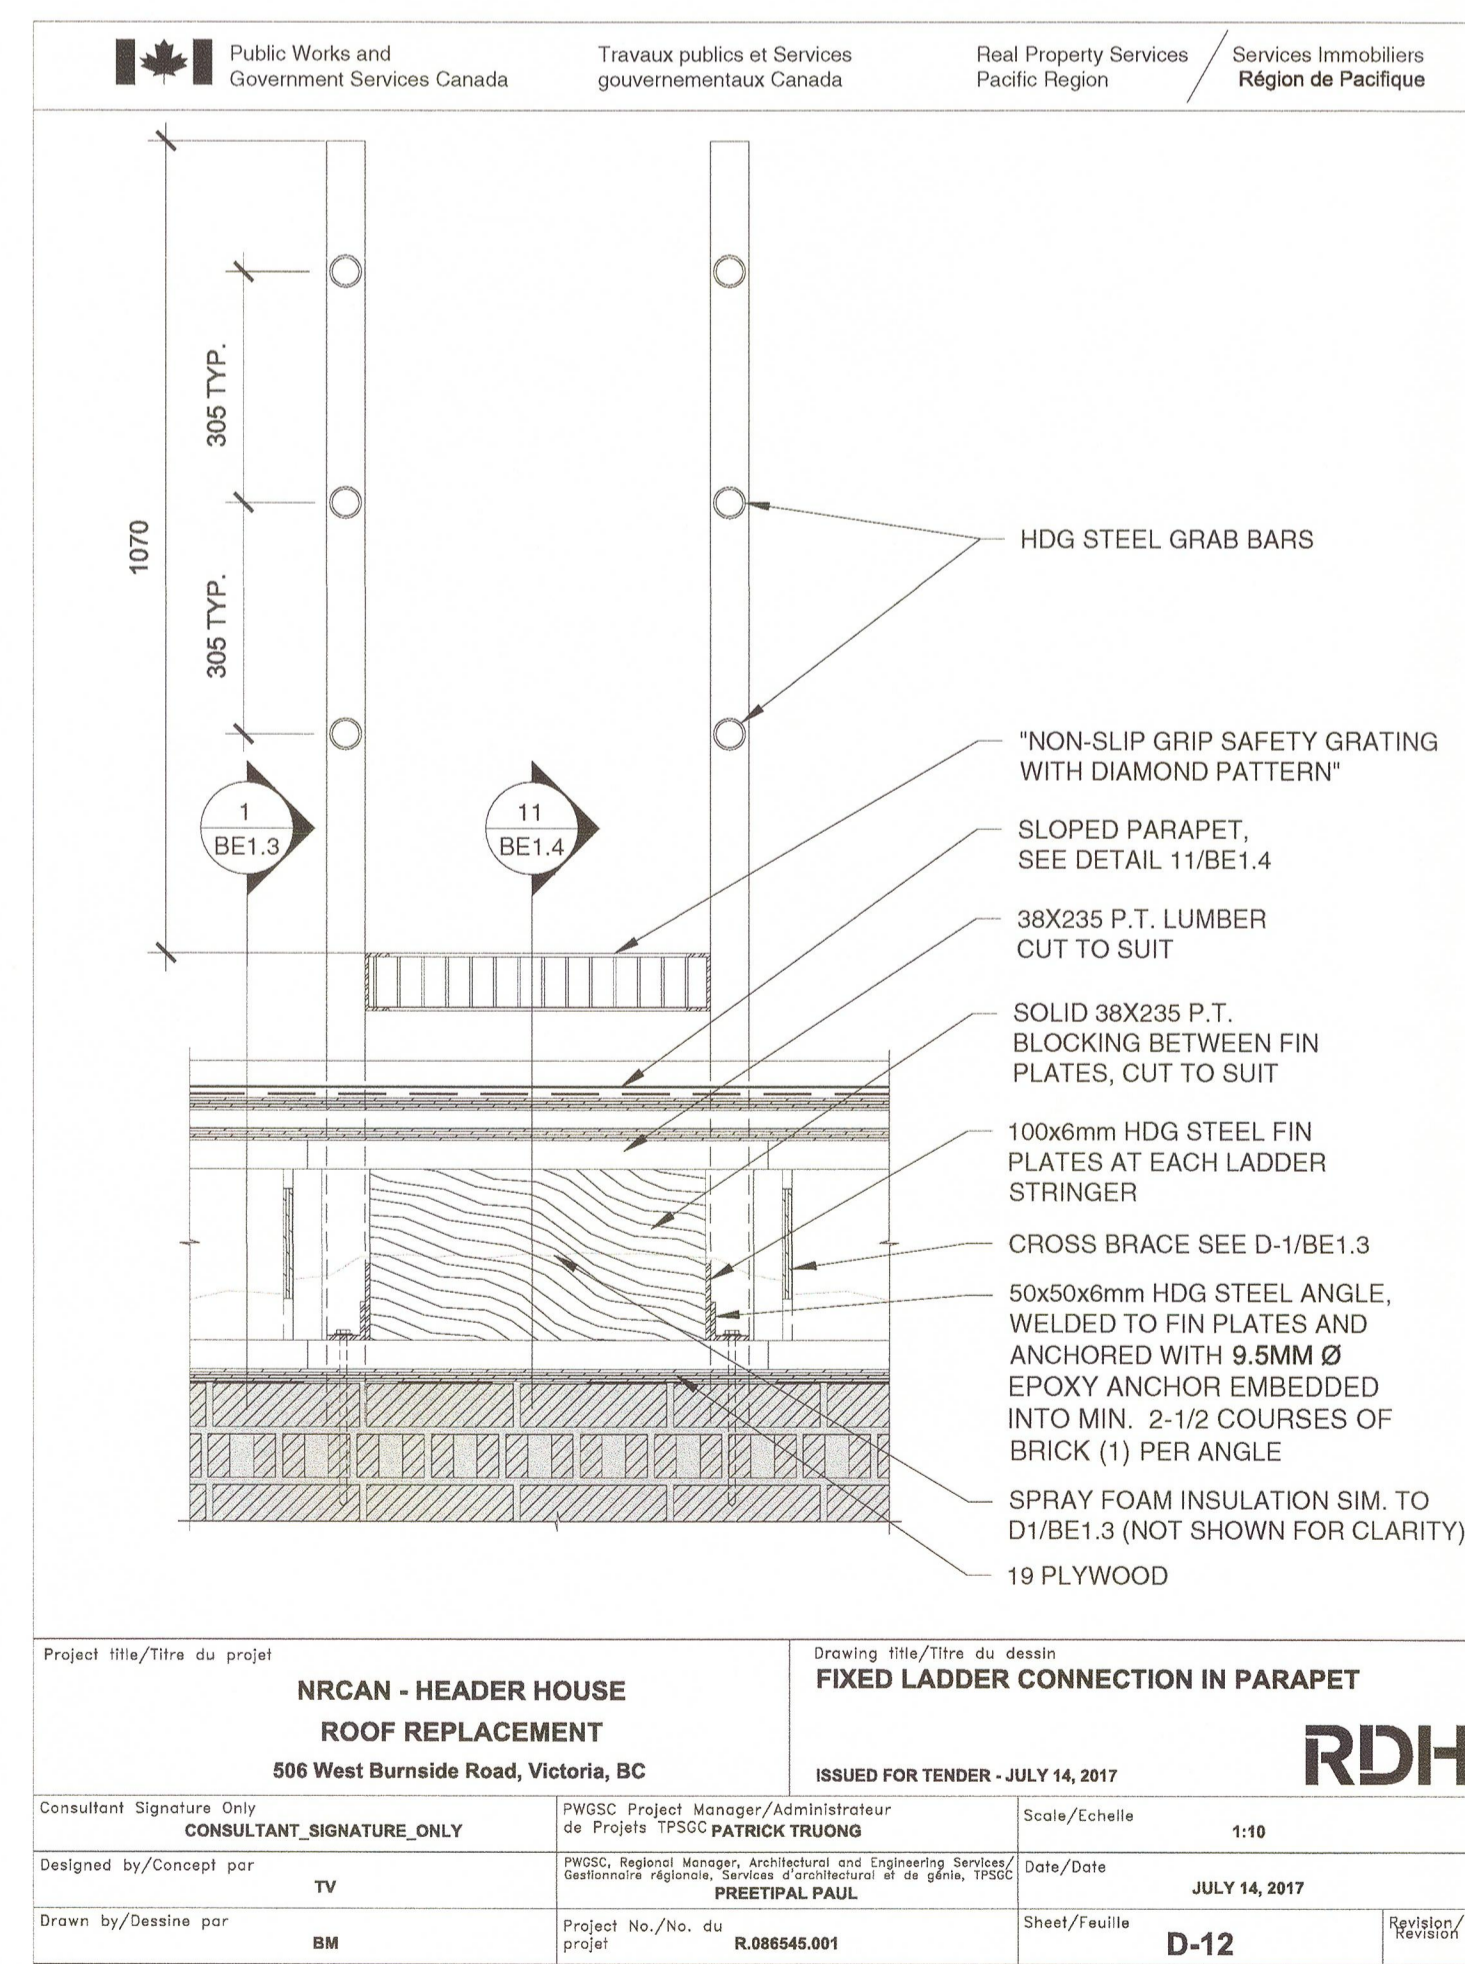 Public Works and
Government Services Canada
Travaux publics et Services
gouvernementaux Canada
Real Property Services
Pacific Region
Services Immobiliers
Région de Pacifique
305 TYP.
1070
305 TYP.
HDG STEEL GRAB BARS
"NON-SLIP GRIP SAFETY GRATING
WITH DIAMOND PATTERN"
1
BE1.3
11
BE1.4
SLOPED PARAPET,
SEE DETAIL 11/BE1.4
38X235 P.T. LUMBER
CUT TO SUIT
SOLID 38X235 P.T.
BLOCKING BETWEEN FIN
PLATES, CUT TO SUIT
100x6mm HDG STEEL FIN
PLATES AT EACH LADDER
STRINGER
CROSS BRACE SEE D-1/BE1.3
50x50x6mm HDG STEEL ANGLE,
WELDED TO FIN PLATES AND
ANCHORED WITH 9.5MM Ø
EPOXY ANCHOR EMBEDDED
INTO MIN. 2-1/2 COURSES OF
BRICK (1) PER ANGLE
SPRAY FOAM INSULATION SIM. TO
D1/BE1.3 (NOT SHOWN FOR CLARITY)
19 PLYWOOD
Project title/Titre du projet
NRCAN - HEADER HOUSE
ROOF REPLACEMENT
506 West Burnside Road, Victoria, BC
Drawing title/Titre du dessin
FIXED LADDER CONNECTION IN PARAPET
RDH
ISSUED FOR TENDER - JULY 14, 2017
Consultant Signature Only
CONSULTANT_SIGNATURE_ONLY
PWGSC Project Manager/Administrateur
de Projets TPSGC PATRICK TRUONG
Scale/Echelle
1:10
Designed by/Concept par
TV
PWGSC, Regional Manager, Architectural and Engineering Services/
Gestionnaire régionale, Services d'architectural et de génie, TPSGC
PREETIPAL PAUL
Date/Date
JULY 14, 2017
Drawn by/Dessine par
BM
Project No./No. du
projet R.086545.001
Sheet/Feuille
D-12
Revision/
Revision